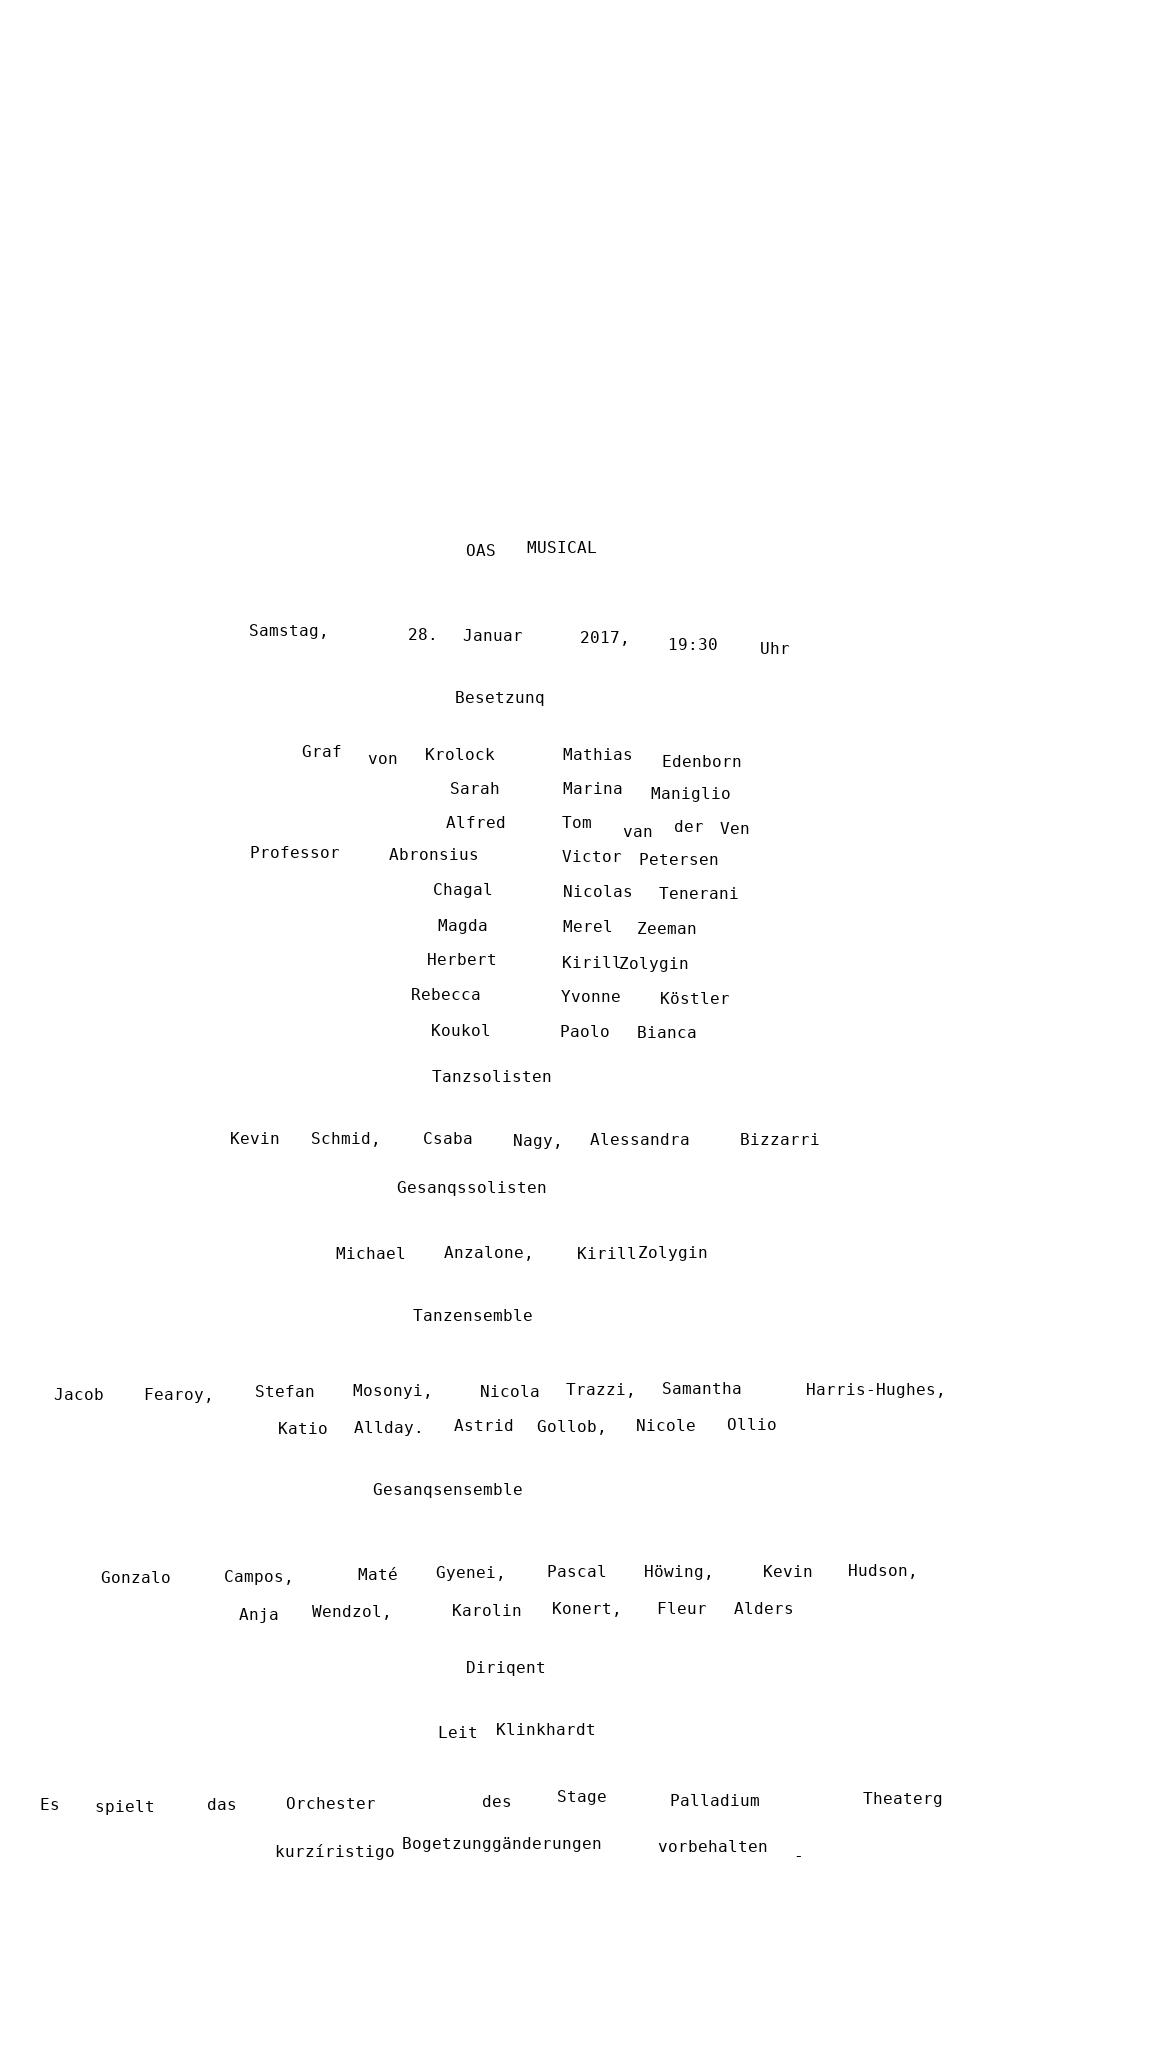 OAS MUSICAL
Samstag, 28. Januar 2017, 19:30 Uhr
Besetzunq
Graf von Krolock Mathias Edenborn
Sarah Marina Maniglio
Alfred Tom van der Ven
Professor Abronsius Victor Petersen
Chagal Nicolas Tenerani
Magda Merel Zeeman
Herbert Kirill Zolygin
Rebecca Yvonne Köstler
Koukol Paolo Bianca
Tanzsolisten
Kevin Schmid, Csaba Nagy, Alessandra Bizzarri
Gesanqssolisten
Michael Anzalone, Kirill Zolygin
Tanzensemble
Jacob Fearoy, Stefan Mosonyi, Nicola Trazzi, Samantha Harris-Hughes,
Katio Allday. Astrid Gollob, Nicole Ollio
Gesanqsensemble
Gonzalo Campos, Maté Gyenei, Pascal Höwing, Kevin Hudson,
Anja Wendzol, Karolin Konert, Fleur Alders
Diriqent
Leit Klinkhardt
Es spielt das Orchester des Stage Palladium Theaterg
kurzíristigo Bogetzunggänderungen vorbehalten -